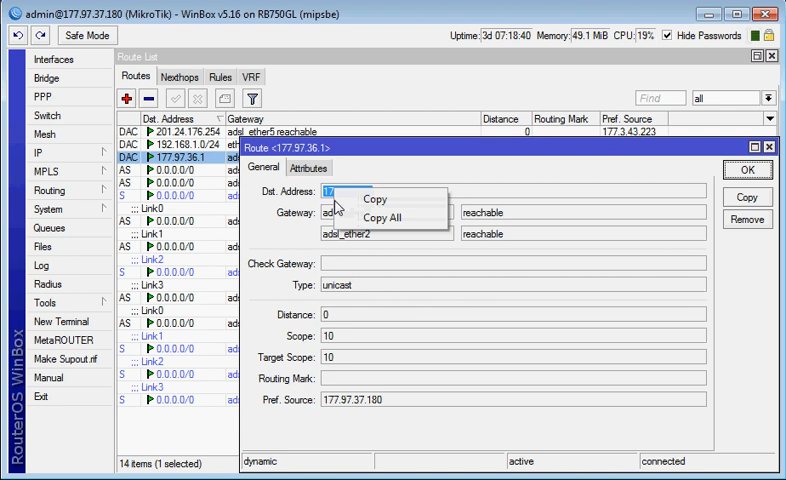 admin@177.97.37.180 (MikroTik) - WinBox v5.16 on RB750GL (mipsbe)
Safe Mode
Uptime: 3d 07:18:40 Memory: 49.1 MiB CPU: 19% Hide Passwords
RouterOS WinBox
Interfaces
Bridge
PPP
Switch
Mesh
IP
MPLS
Routing
System
Queues
Files
Log
Radius
Tools
New Terminal
MetaROUTER
Make Supout.rif
Manual
Exit
Route List
Routes Nexthops Rules VRF
Find all
Dst. Address Gateway Distance Routing Mark Pref. Source
DAC 201.24.176.254 adsl_ether5 reachable 0 177.3.43.223
DAC 192.168.1.0/24
DAC 177.97.36.1
AS 0.0.0.0/0
AS 0.0.0.0/0
S 0.0.0.0/0
;;; Link0
AS 0.0.0.0/0
;;; Link1
AS 0.0.0.0/0
;;; Link2
S 0.0.0.0/0
;;; Link3
AS 0.0.0.0/0
;;; Link0
AS 0.0.0.0/0
;;; Link1
S 0.0.0.0/0
;;; Link2
S 0.0.0.0/0
;;; Link3
S 0.0.0.0/0
14 items (1 selected)
Route <177.97.36.1>
General Attributes
Dst. Address: 17
Gateway: reachable
adsl_ether2 reachable
Check Gateway:
Type: unicast
Distance: 0
Scope: 10
Target Scope: 10
Routing Mark:
Pref. Source: 177.97.37.180
dynamic active connected
OK
Copy
Remove
Copy
Copy All